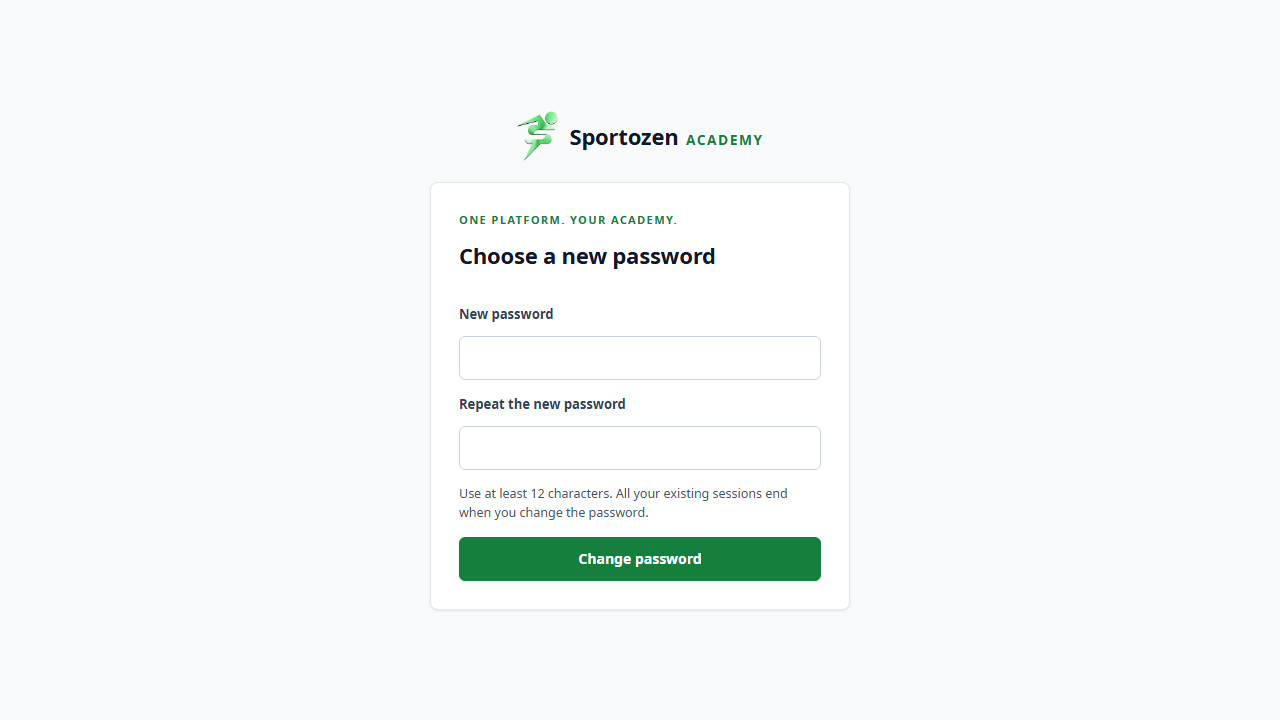 Sportozen ACADEMY
ONE PLATFORM. YOUR ACADEMY.
Choose a new password
New password
Repeat the new password
Use at least 12 characters. All your existing sessions end
when you change the password.
Change password